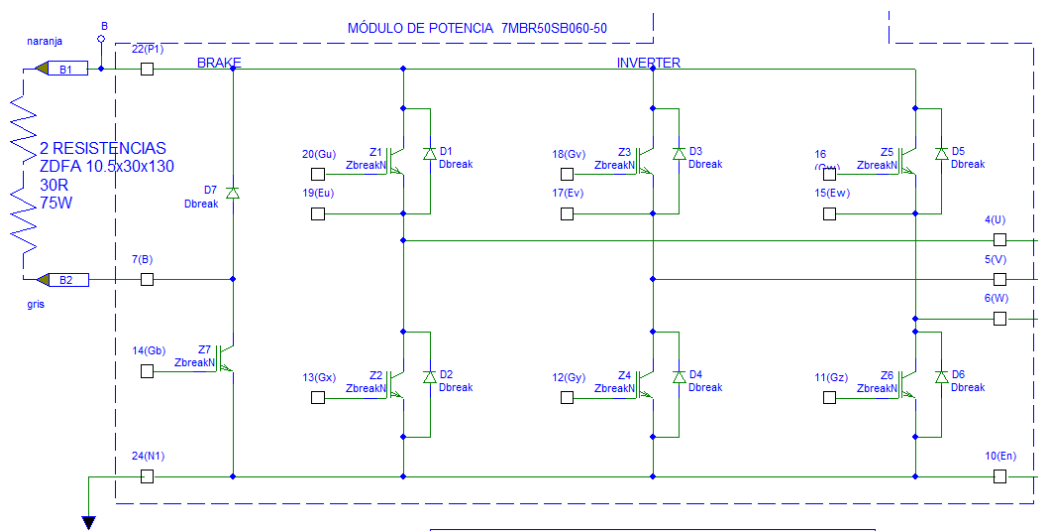 MÓDULO DE POTENCIA 7MBR50SB060-50
B
naranja
22(P1)
BRAKE
INVERTER
B1
2 RESISTENCIAS
ZDFA 10.5x30x130
30R
75W
20(Gu)
Z1
ZbreakN
D1
Dbreak
18(Gv)
Z3
ZbreakN
D3
Dbreak
16
Z5
ZbreakN
D5
Dbreak
D7
Dbreak
19(Eu)
17(Ev)
15(Ew)
4(U)
5(V)
6(W)
7(B)
B2
gris
14(Gb)
Z7
ZbreakN
13(Gx)
Z2
ZbreakN
D2
Dbreak
12(Gy)
Z4
ZbreakN
D4
Dbreak
11(Gz)
Z6
ZbreakN
D6
Dbreak
24(N1)
10(En)